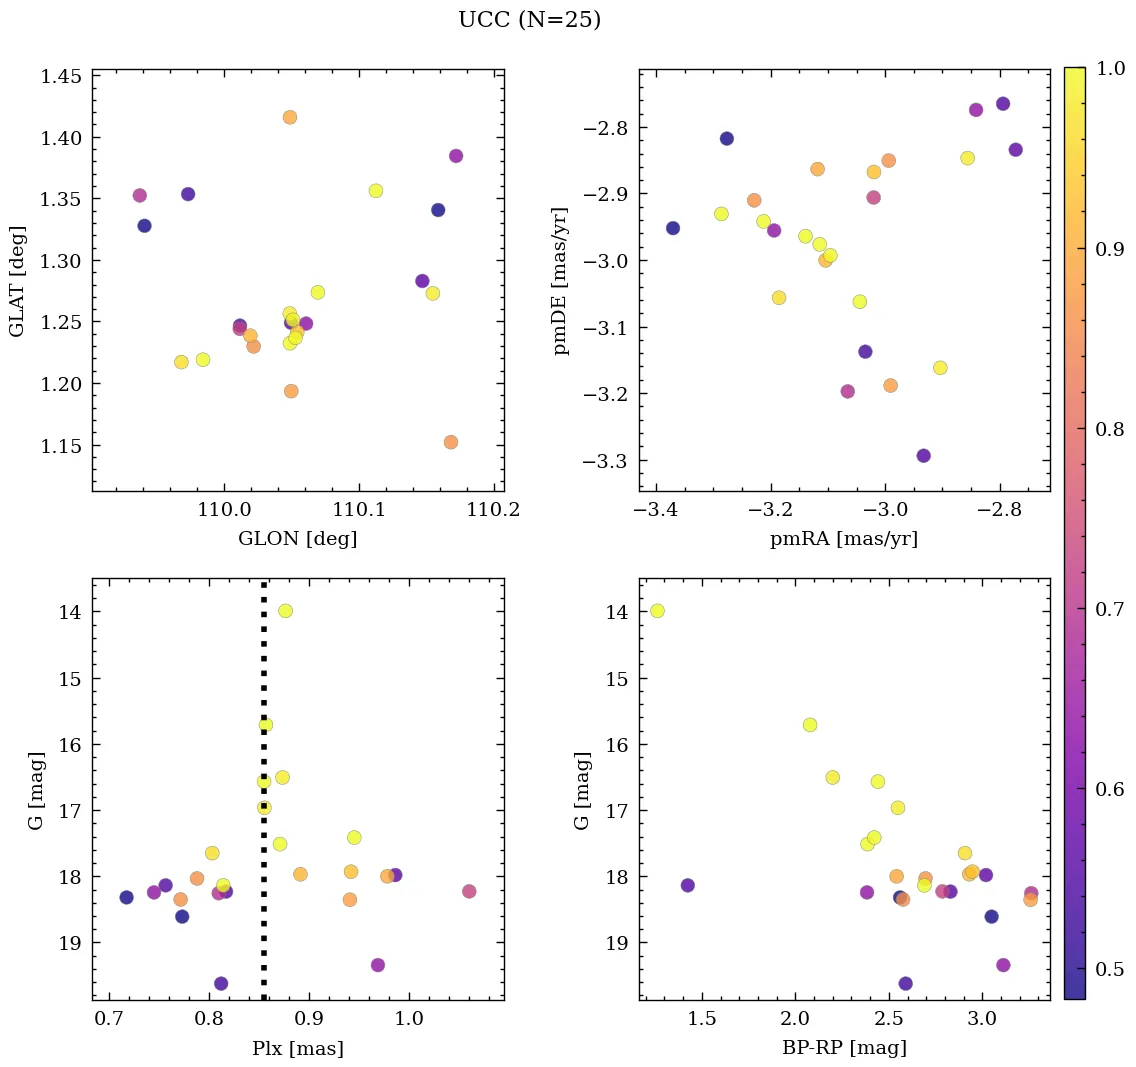 UCC (N=25)
1.45
1.40
1.35
1.30
1.25
1.20
1.15
GLAT [deg]
110.0 110.1 110.2
GLON [deg]
−2.8
−2.9
−3.0
−3.1
−3.2
−3.3
pmDE [mas/yr]
−3.4 −3.2 −3.0 −2.8
pmRA [mas/yr]
14
15
16
17
18
19
G [mag]
0.7 0.8 0.9 1.0
Plx [mas]
14
15
16
17
18
19
G [mag]
1.5 2.0 2.5 3.0
BP-RP [mag]
1.0
0.9
0.8
0.7
0.6
0.5